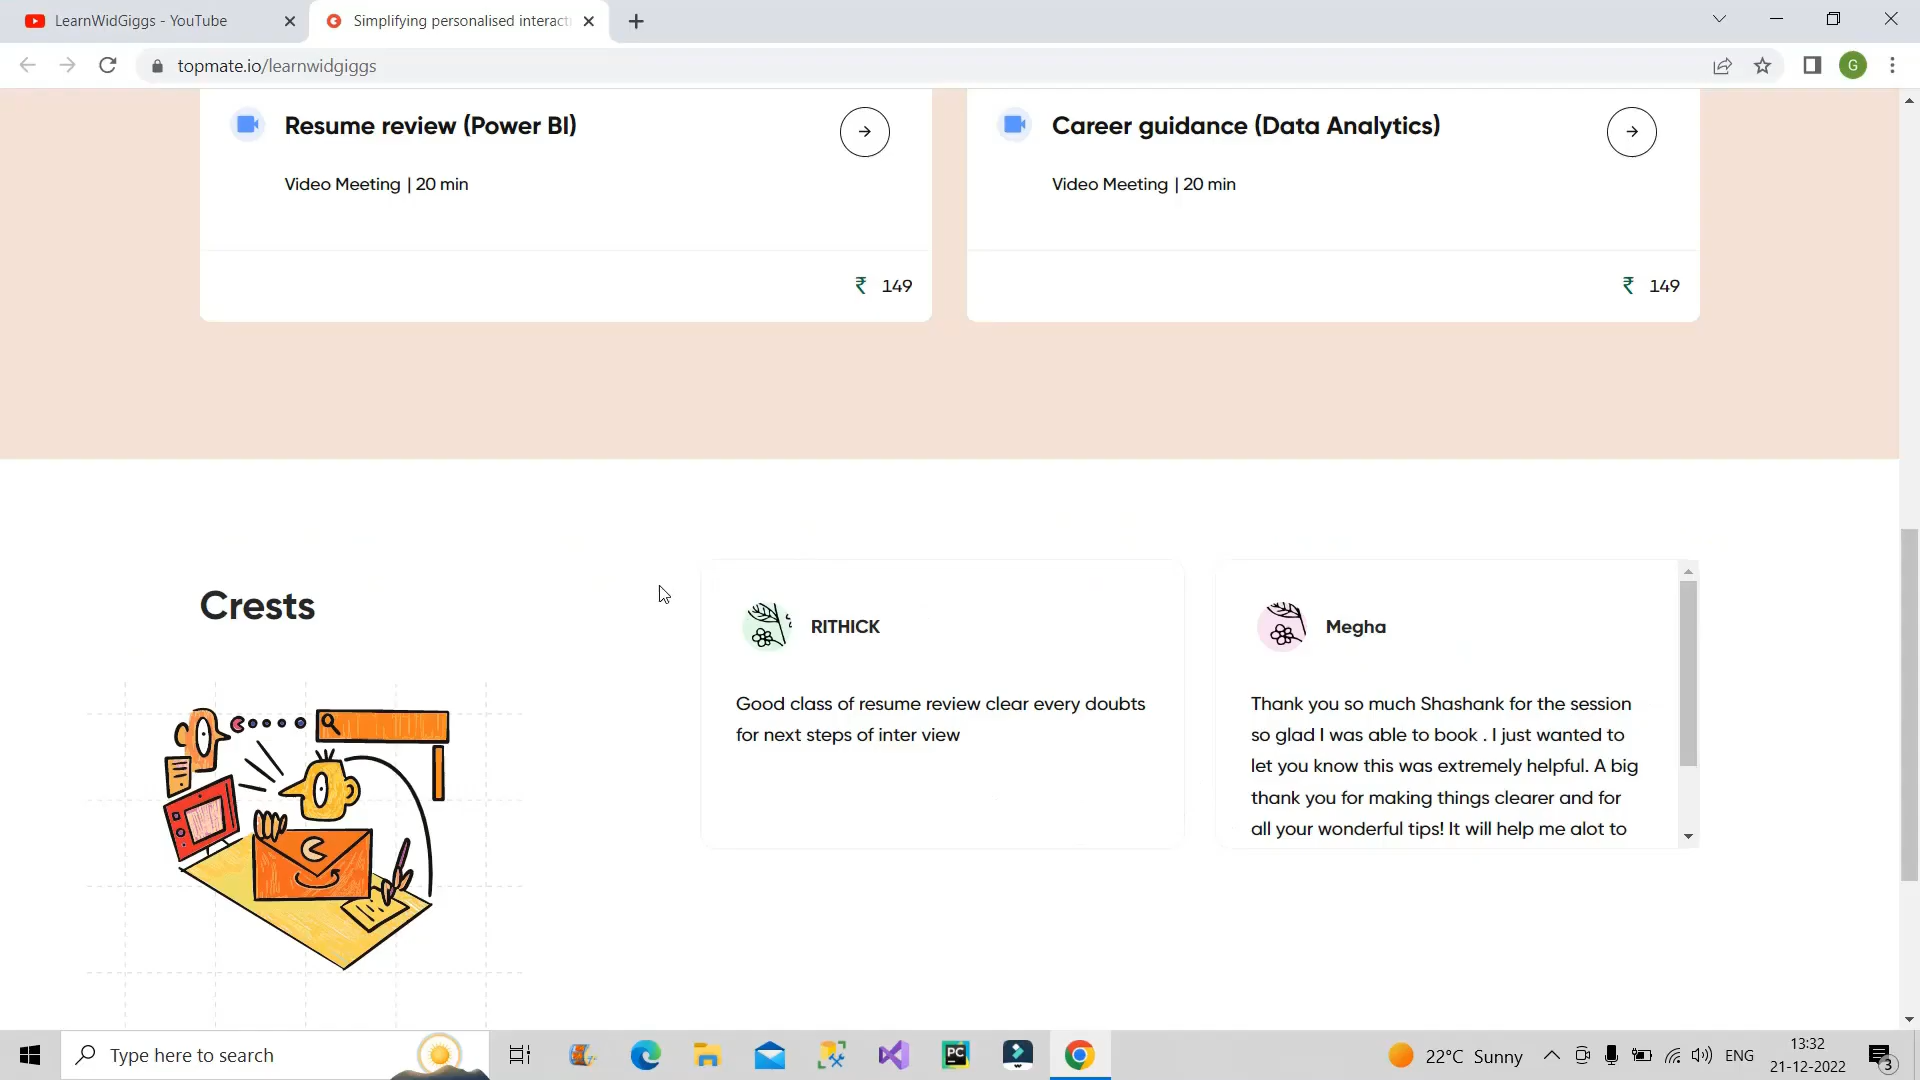 LearnWidGiggs - YouTube
Simplifying personalised interact
topmate.io/learnwidgiggs
G
Resume review (Power BI)
Video Meeting | 20 min
₹ 149
Career guidance (Data Analytics)
Video Meeting | 20 min
₹ 149
Crests
RITHICK
Good class of resume review clear every doubts
for next steps of inter view
Megha
Thank you so much Shashank for the session
so glad I was able to book . I just wanted to
let you know this was extremely helpful. A big
thank you for making things clearer and for
all your wonderful tips! It will help me alot to
Type here to search
PC
22°C Sunny
ENG
13:32
21-12-2022
3